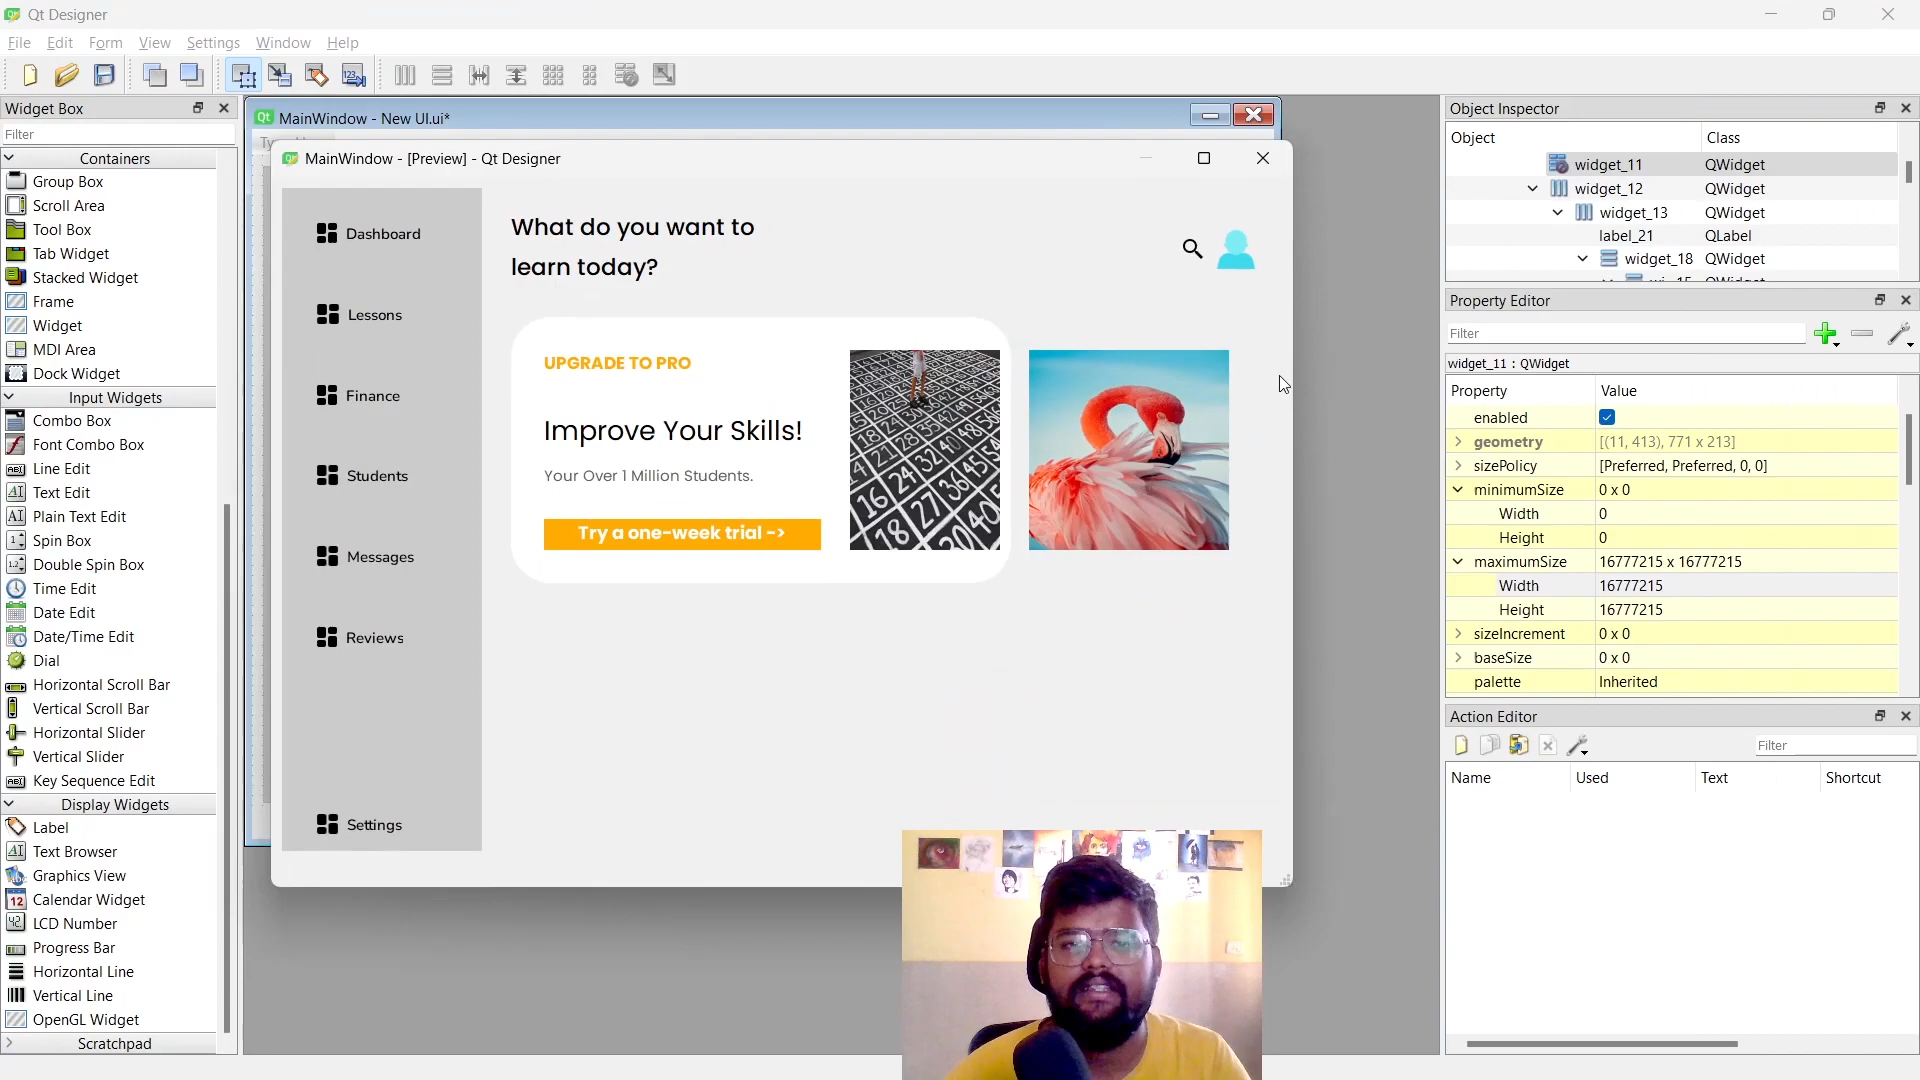 Qt Designer
File Edit Form View Settings Window Help
Widget Box
Filter
Containers
Group Box
Scroll Area
Tool Box
Tab Widget
Stacked Widget
Frame
Widget
MDI Area
Dock Widget
Input Widgets
Combo Box
Font Combo Box
Line Edit
Text Edit
Plain Text Edit
Spin Box
Double Spin Box
Time Edit
Date Edit
Date/Time Edit
Dial
Horizontal Scroll Bar
Vertical Scroll Bar
Horizontal Slider
Vertical Slider
Key Sequence Edit
Display Widgets
Label
Text Browser
Graphics View
Calendar Widget
LCD Number
Progress Bar
Horizontal Line
Vertical Line
OpenGL Widget
Scratchpad
MainWindow - New UI.ui*
MainWindow - [Preview] - Qt Designer
Dashboard
Lessons
Finance
Students
Messages
Reviews
Settings
What do you want to
learn today?
UPGRADE TO PRO
Improve Your Skills!
Your Over 1 Million Students.
Try a one-week trial ->
Object Inspector
Object Class
widget_11 QWidget
widget_12 QWidget
widget_13 QWidget
label_21 QLabel
widget_18 QWidget
Property Editor
Filter
widget_11 : QWidget
Property Value
enabled
geometry [(11, 413), 771 x 213]
sizePolicy [Preferred, Preferred, 0, 0]
minimumSize 0 x 0
Width 0
Height 0
maximumSize 16777215 x 16777215
Width 16777215
Height 16777215
sizeIncrement 0 x 0
baseSize 0 x 0
palette Inherited
Action Editor
Filter
Name Used Text Shortcut